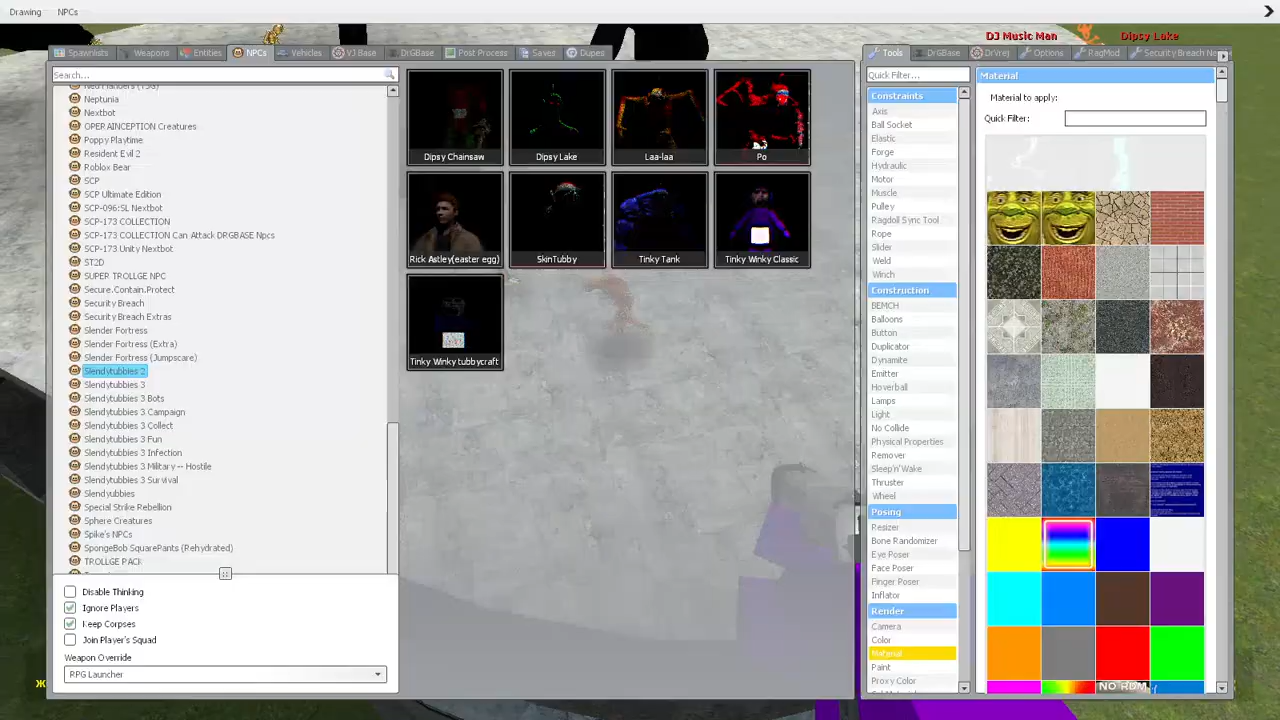 Drawing NPCs
DJ Music Man Dipsy Lake
Spawnlists Weapons Entities NPCs Vehicles VJ Base DrGBase Post Process Saves Dupes
Tools DrGBase DrVrej Options RagMod Security Breach Ne
Search...
Neptunia
Nextbot
OPERAINCEPTION Creatures
Poppy Playtime
Resident Evil 2
Roblox Bear
SCP
SCP Ultimate Edition
SCP-096:SL Nextbot
SCP-173 COLLECTION
SCP-173 COLLECTION Can Attack DRGBASE Npcs
SCP-173 Unity Nextbot
ST2D
SUPER TROLLGE NPC
Secure.Contain.Protect
Security Breach
Security Breach Extras
Slender Fortress
Slender Fortress (Extra)
Slender Fortress (Jumpscare)
Slendytubbies 2
Slendytubbies 3
Slendytubbies 3 Bots
Slendytubbies 3 Campaign
Slendytubbies 3 Collect
Slendytubbies 3 Fun
Slendytubbies 3 Infection
Slendytubbies 3 Military -- Hostile
Slendytubbies 3 Survival
Slendyubbies
Special Strike Rebellion
Sphere Creatures
Spike's NPCs
SpongeBob SquarePants (Rehydrated)
TROLLGE PACK
Disable Thinking
Ignore Players
Keep Corpses
Join Player's Squad
Weapon Override
RPG Launcher
Dipsy Chainsaw Dipsy Lake Laa-laa Po
Rick Astley(easter egg) SkinTubby Tinky Tank Tinky Winky Classic
Tinky Winky tubbycraft
Quick Filter...
Constraints
Axis
Ball Socket
Elastic
Forge
Hydraulic
Motor
Muscle
Pulley
Ragdoll Sync Tool
Rope
Slider
Weld
Winch
Construction
BEMCH
Balloons
Button
Duplicator
Dynamite
Emitter
Hoverball
Lamps
Light
No Collide
Physical Properties
Remover
Sleep'n'Wake
Thruster
Wheel
Posing
Resizer
Bone Randomizer
Eye Poser
Face Poser
Finger Poser
Inflator
Render
Camera
Color
Material
Paint
Proxy Color
Material
Material to apply:
Quick Filter:
NO RDM
Ж